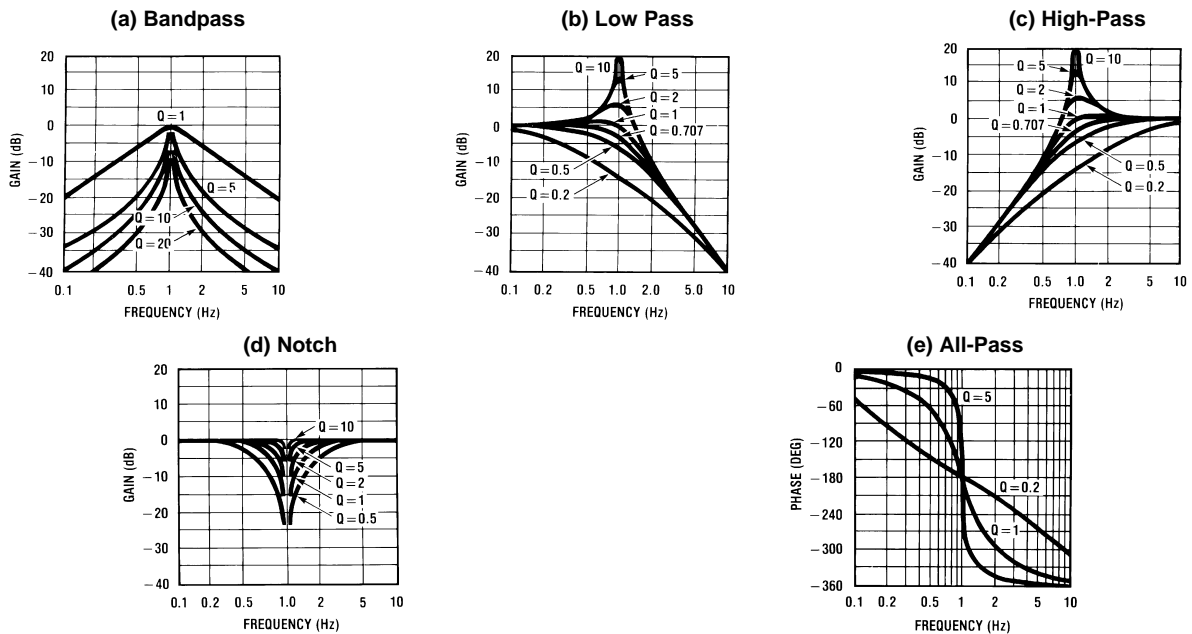 (a) Bandpass
20
10
0
−10
−20
−30
−40
GAIN (dB)
Q = 1
Q = 5
Q = 10
Q = 20
0.1 0.5 1 2 5.0 10
FREQUENCY (Hz)
(b) Low Pass
20
10
0
−10
−20
−30
−40
GAIN (dB)
Q = 10
Q = 5
Q = 2
Q = 1
Q = 0.707
Q = 0.5
Q = 0.2
0.1 0.2 0.5 1.0 2.0 5.0 10
FREQUENCY (Hz)
(c) High-Pass
20
10
0
−10
−20
−30
−40
GAIN (dB)
Q = 10
Q = 5
Q = 2
Q = 1
Q = 0.707
Q = 0.5
Q = 0.2
0.1 0.2 0.5 1.0 2 5 10
FREQUENCY (Hz)
(d) Notch
20
10
0
−10
−20
−30
−40
GAIN (dB)
Q = 10
Q = 5
Q = 2
Q = 1
Q = 0.5
0.1 0.2 0.5 1.0 2 5 10
FREQUENCY (Hz)
(e) All-Pass
0
−60
−120
−180
−240
−300
−360
PHASE (DEG)
Q = 5
Q = 0.2
Q = 1
0.1 0.2 0.5 1 2 5 10
FREQUENCY (Hz)